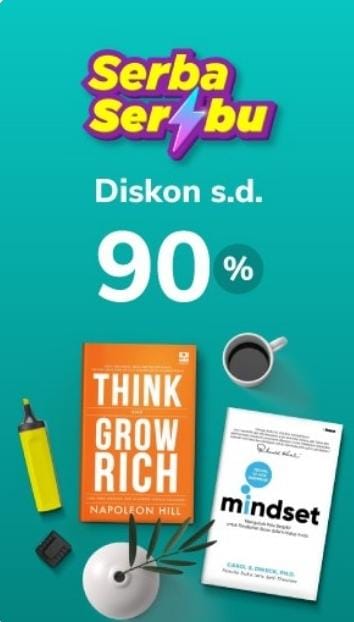 Serba
Serbu
Diskon s.d.
90%
THINK
AND
GROW
RICH
NAPOLEON HILL
mindset
CAROL S. DWECK, PH.D.